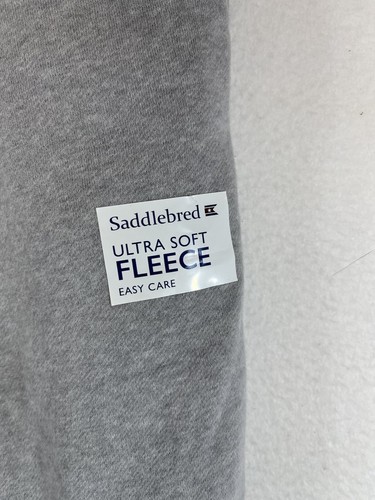 Saddlebred
ULTRA SOFT
FLEECE
EASY CARE